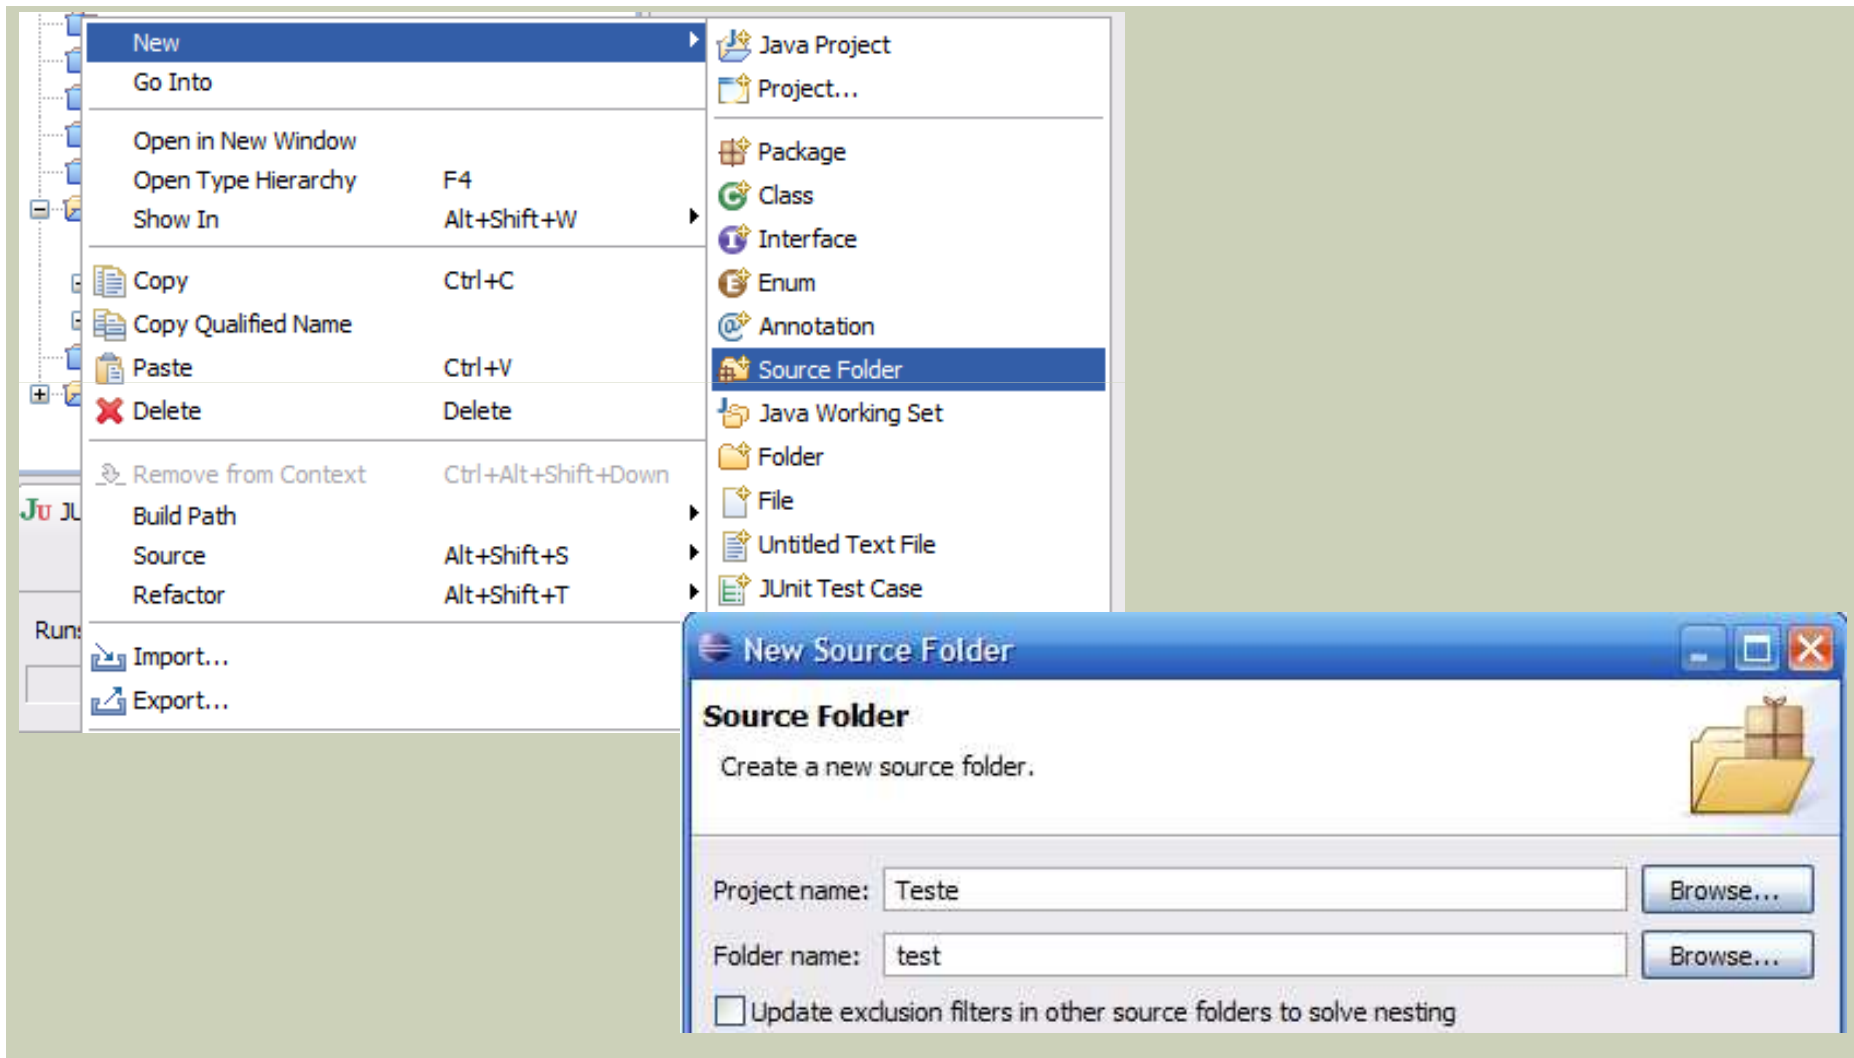 New
Go Into
Open in New Window
Open Type Hierarchy F4
Show In Alt+Shift+W
Copy Ctrl+C
Copy Qualified Name
Paste Ctrl+V
Delete Delete
Remove from Context Ctrl+Alt+Shift+Down
Build Path
Source Alt+Shift+S
Refactor Alt+Shift+T
Import...
Export...
Java Project
Project...
Package
Class
Interface
Enum
Annotation
Source Folder
Java Working Set
Folder
File
Untitled Text File
JUnit Test Case
Ju JU
Runs
New Source Folder
Source Folder
Create a new source folder.
Project name: Teste Browse...
Folder name: test Browse...
Update exclusion filters in other source folders to solve nesting